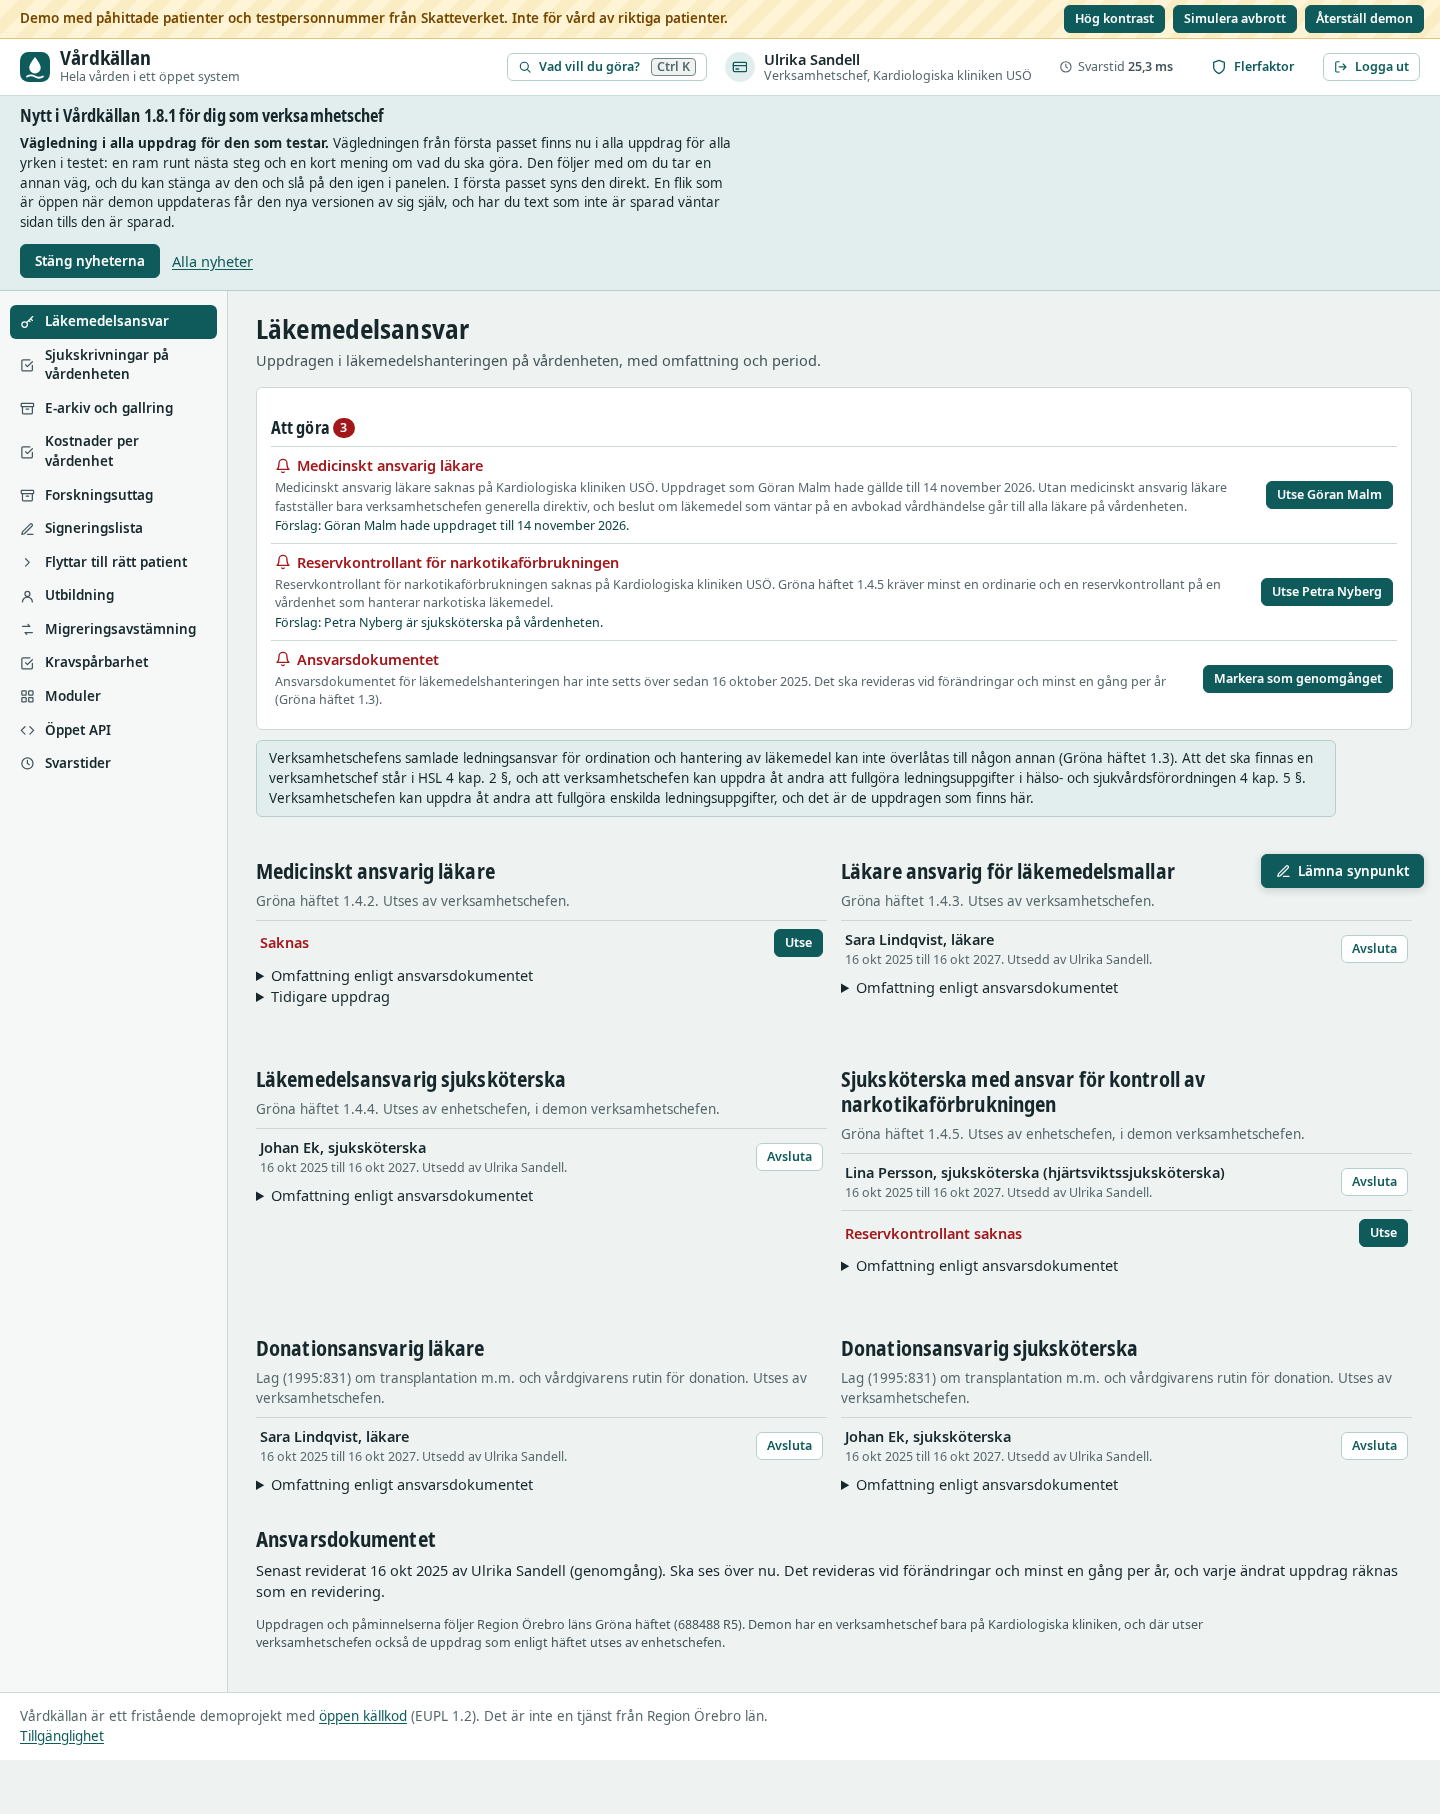 Demo med påhittade patienter och testpersonnummer från Skatteverket. Inte för vård av riktiga patienter.
Hög kontrast
Simulera avbrott
Återställ demon
Vårdkällan
Hela vården i ett öppet system
Vad vill du göra? Ctrl K
Ulrika Sandell
Verksamhetschef, Kardiologiska kliniken USÖ
Svarstid 25,3 ms
Flerfaktor
Logga ut
Nytt i Vårdkällan 1.8.1 för dig som verksamhetschef
Vägledning i alla uppdrag för den som testar. Vägledningen från första passet finns nu i alla uppdrag för alla
yrken i testet: en ram runt nästa steg och en kort mening om vad du ska göra. Den följer med om du tar en
annan väg, och du kan stänga av den och slå på den igen i panelen. I första passet syns den direkt. En flik som
är öppen när demon uppdateras får den nya versionen av sig själv, och har du text som inte är sparad väntar
sidan tills den är sparad.
Stäng nyheterna
Alla nyheter
Läkemedelsansvar
Sjukskrivningar på
vårdenheten
E-arkiv och gallring
Kostnader per
vårdenhet
Forskningsuttag
Signeringslista
Flyttar till rätt patient
Utbildning
Migreringsavstämning
Kravspårbarhet
Moduler
Öppet API
Svarstider
Läkemedelsansvar
Uppdragen i läkemedelshanteringen på vårdenheten, med omfattning och period.
Att göra 3
Medicinskt ansvarig läkare
Medicinskt ansvarig läkare saknas på Kardiologiska kliniken USÖ. Uppdraget som Göran Malm hade gällde till 14 november 2026. Utan medicinskt ansvarig läkare
fastställer bara verksamhetschefen generella direktiv, och beslut om läkemedel som väntar på en avbokad vårdhändelse går till alla läkare på vårdenheten.
Förslag: Göran Malm hade uppdraget till 14 november 2026.
Utse Göran Malm
Reservkontrollant för narkotikaförbrukningen
Reservkontrollant för narkotikaförbrukningen saknas på Kardiologiska kliniken USÖ. Gröna häftet 1.4.5 kräver minst en ordinarie och en reservkontrollant på en
vårdenhet som hanterar narkotiska läkemedel.
Förslag: Petra Nyberg är sjuksköterska på vårdenheten.
Utse Petra Nyberg
Ansvarsdokumentet
Ansvarsdokumentet för läkemedelshanteringen har inte setts över sedan 16 oktober 2025. Det ska revideras vid förändringar och minst en gång per år
(Gröna häftet 1.3).
Markera som genomgånget
Verksamhetschefens samlade ledningsansvar för ordination och hantering av läkemedel kan inte överlåtas till någon annan (Gröna häftet 1.3). Att det ska finnas en
verksamhetschef står i HSL 4 kap. 2 §, och att verksamhetschefen kan uppdra åt andra att fullgöra ledningsuppgifter i hälso- och sjukvårdsförordningen 4 kap. 5 §.
Verksamhetschefen kan uppdra åt andra att fullgöra enskilda ledningsuppgifter, och det är de uppdragen som finns här.
Medicinskt ansvarig läkare
Gröna häftet 1.4.2. Utses av verksamhetschefen.
Saknas
Utse
Omfattning enligt ansvarsdokumentet
Tidigare uppdrag
Läkare ansvarig för läkemedelsmallar
Lämna synpunkt
Gröna häftet 1.4.3. Utses av verksamhetschefen.
Sara Lindqvist, läkare
16 okt 2025 till 16 okt 2027. Utsedd av Ulrika Sandell.
Avsluta
Omfattning enligt ansvarsdokumentet
Läkemedelsansvarig sjuksköterska
Gröna häftet 1.4.4. Utses av enhetschefen, i demon verksamhetschefen.
Johan Ek, sjuksköterska
16 okt 2025 till 16 okt 2027. Utsedd av Ulrika Sandell.
Avsluta
Omfattning enligt ansvarsdokumentet
Sjuksköterska med ansvar för kontroll av
narkotikaförbrukningen
Gröna häftet 1.4.5. Utses av enhetschefen, i demon verksamhetschefen.
Lina Persson, sjuksköterska (hjärtsviktssjuksköterska)
16 okt 2025 till 16 okt 2027. Utsedd av Ulrika Sandell.
Avsluta
Reservkontrollant saknas
Utse
Omfattning enligt ansvarsdokumentet
Donationsansvarig läkare
Lag (1995:831) om transplantation m.m. och vårdgivarens rutin för donation. Utses av
verksamhetschefen.
Sara Lindqvist, läkare
16 okt 2025 till 16 okt 2027. Utsedd av Ulrika Sandell.
Avsluta
Omfattning enligt ansvarsdokumentet
Donationsansvarig sjuksköterska
Lag (1995:831) om transplantation m.m. och vårdgivarens rutin för donation. Utses av
verksamhetschefen.
Johan Ek, sjuksköterska
16 okt 2025 till 16 okt 2027. Utsedd av Ulrika Sandell.
Avsluta
Omfattning enligt ansvarsdokumentet
Ansvarsdokumentet
Senast reviderat 16 okt 2025 av Ulrika Sandell (genomgång). Ska ses över nu. Det revideras vid förändringar och minst en gång per år, och varje ändrat uppdrag räknas
som en revidering.
Uppdragen och påminnelserna följer Region Örebro läns Gröna häftet (688488 R5). Demon har en verksamhetschef bara på Kardiologiska kliniken, och där utser
verksamhetschefen också de uppdrag som enligt häftet utses av enhetschefen.
Vårdkällan är ett fristående demoprojekt med öppen källkod (EUPL 1.2). Det är inte en tjänst från Region Örebro län.
Tillgänglighet